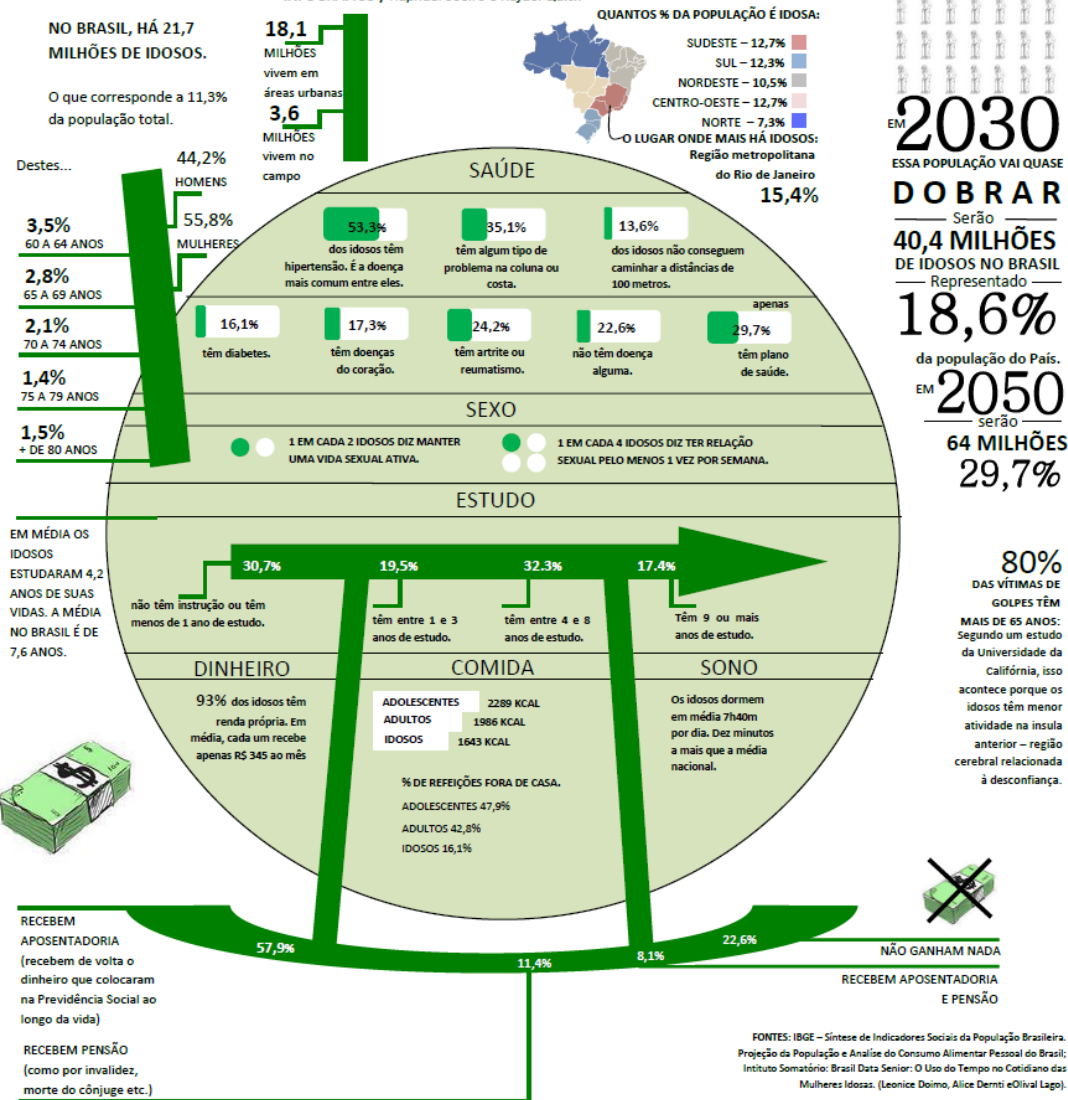 NO BRASIL, HÁ 21,7
MILHÕES DE IDOSOS.
O que corresponde a 11,3%
da população total.
18,1
MILHÕES
vivem em
áreas urbanas
3,6
MILHÕES
vivem no
campo
QUANTOS % DA POPULAÇÃO É IDOSA:
SUDESTE – 12,7%
SUL – 12,3%
NORDESTE – 10,5%
CENTRO-OESTE – 12,7%
NORTE – 7,3%
O LUGAR ONDE MAIS HÁ IDOSOS:
Região metropolitana
do Rio de Janeiro
15,4%
EM 2030
ESSA POPULAÇÃO VAI QUASE
DOBRAR
Serão
40,4 MILHÕES
DE IDOSOS NO BRASIL
Representado
18,6%
da população do País.
EM 2050
serão
64 MILHÕES
29,7%
Destes...
44,2%
HOMENS
55,8%
MULHERES
3,5%
60 A 64 ANOS
2,8%
65 A 69 ANOS
2,1%
70 A 74 ANOS
1,4%
75 A 79 ANOS
1,5%
+ DE 80 ANOS
SAÚDE
53,3%
dos idosos têm
hipertensão. É a doença
mais comum entre eles.
35,1%
têm algum tipo de
problema na coluna ou
costa.
13,6%
dos idosos não conseguem
caminhar a distâncias de
100 metros.
16,1%
têm diabetes.
17,3%
têm doenças
do coração.
24,2%
têm artrite ou
reumatismo.
22,6%
não têm doença
alguma.
apenas
29,7%
têm plano
de saúde.
SEXO
1 EM CADA 2 IDOSOS DIZ MANTER
UMA VIDA SEXUAL ATIVA.
1 EM CADA 4 IDOSOS DIZ TER RELAÇÃO
SEXUAL PELO MENOS 1 VEZ POR SEMANA.
ESTUDO
EM MÉDIA OS
IDOSOS
ESTUDARAM 4,2
ANOS DE SUAS
VIDAS. A MÉDIA
NO BRASIL É DE
7,6 ANOS.
30,7%
não têm instrução ou têm
menos de 1 ano de estudo.
19,5%
têm entre 1 e 3
anos de estudo.
32.3%
têm entre 4 e 8
anos de estudo.
17.4%
Têm 9 ou mais
anos de estudo.
80%
DAS VÍTIMAS DE
GOLPES TÊM
MAIS DE 65 ANOS:
Segundo um estudo
da Universidade da
Califórnia, isso
acontece porque os
idosos têm menor
atividade na insula
anterior – região
cerebral relacionada
à desconfiança.
DINHEIRO
93% dos idosos têm
renda própria. Em
média, cada um recebe
apenas R$ 345 ao mês
COMIDA
ADOLESCENTES 2289 KCAL
ADULTOS 1986 KCAL
IDOSOS 1643 KCAL
% DE REFEIÇÕES FORA DE CASA.
ADOLESCENTES 47,9%
ADULTOS 42,8%
IDOSOS 16,1%
SONO
Os idosos dormem
em média 7h40m
por dia. Dez minutos
a mais que a média
nacional.
57,9%
11,4%
8,1%
22,6%
RECEBEM
APOSENTADORIA
(recebem de volta o
dinheiro que colocaram
na Previdência Social ao
longo da vida)
RECEBEM PENSÃO
(como por invalidez,
morte do cônjuge etc.)
NÃO GANHAM NADA
RECEBEM APOSENTADORIA
E PENSÃO
FONTES: IBGE – Síntese de Indicadores Sociais da População Brasileira.
Projeção da População e Analíse do Consumo Alimentar Pessoal do Brasil;
Intituto Somatório: Brasil Data Senior: O Uso do Tempo no Cotidiano das
Mulheres Idosas. (Leonice Doimo, Alice Dernti eOlival Lago).